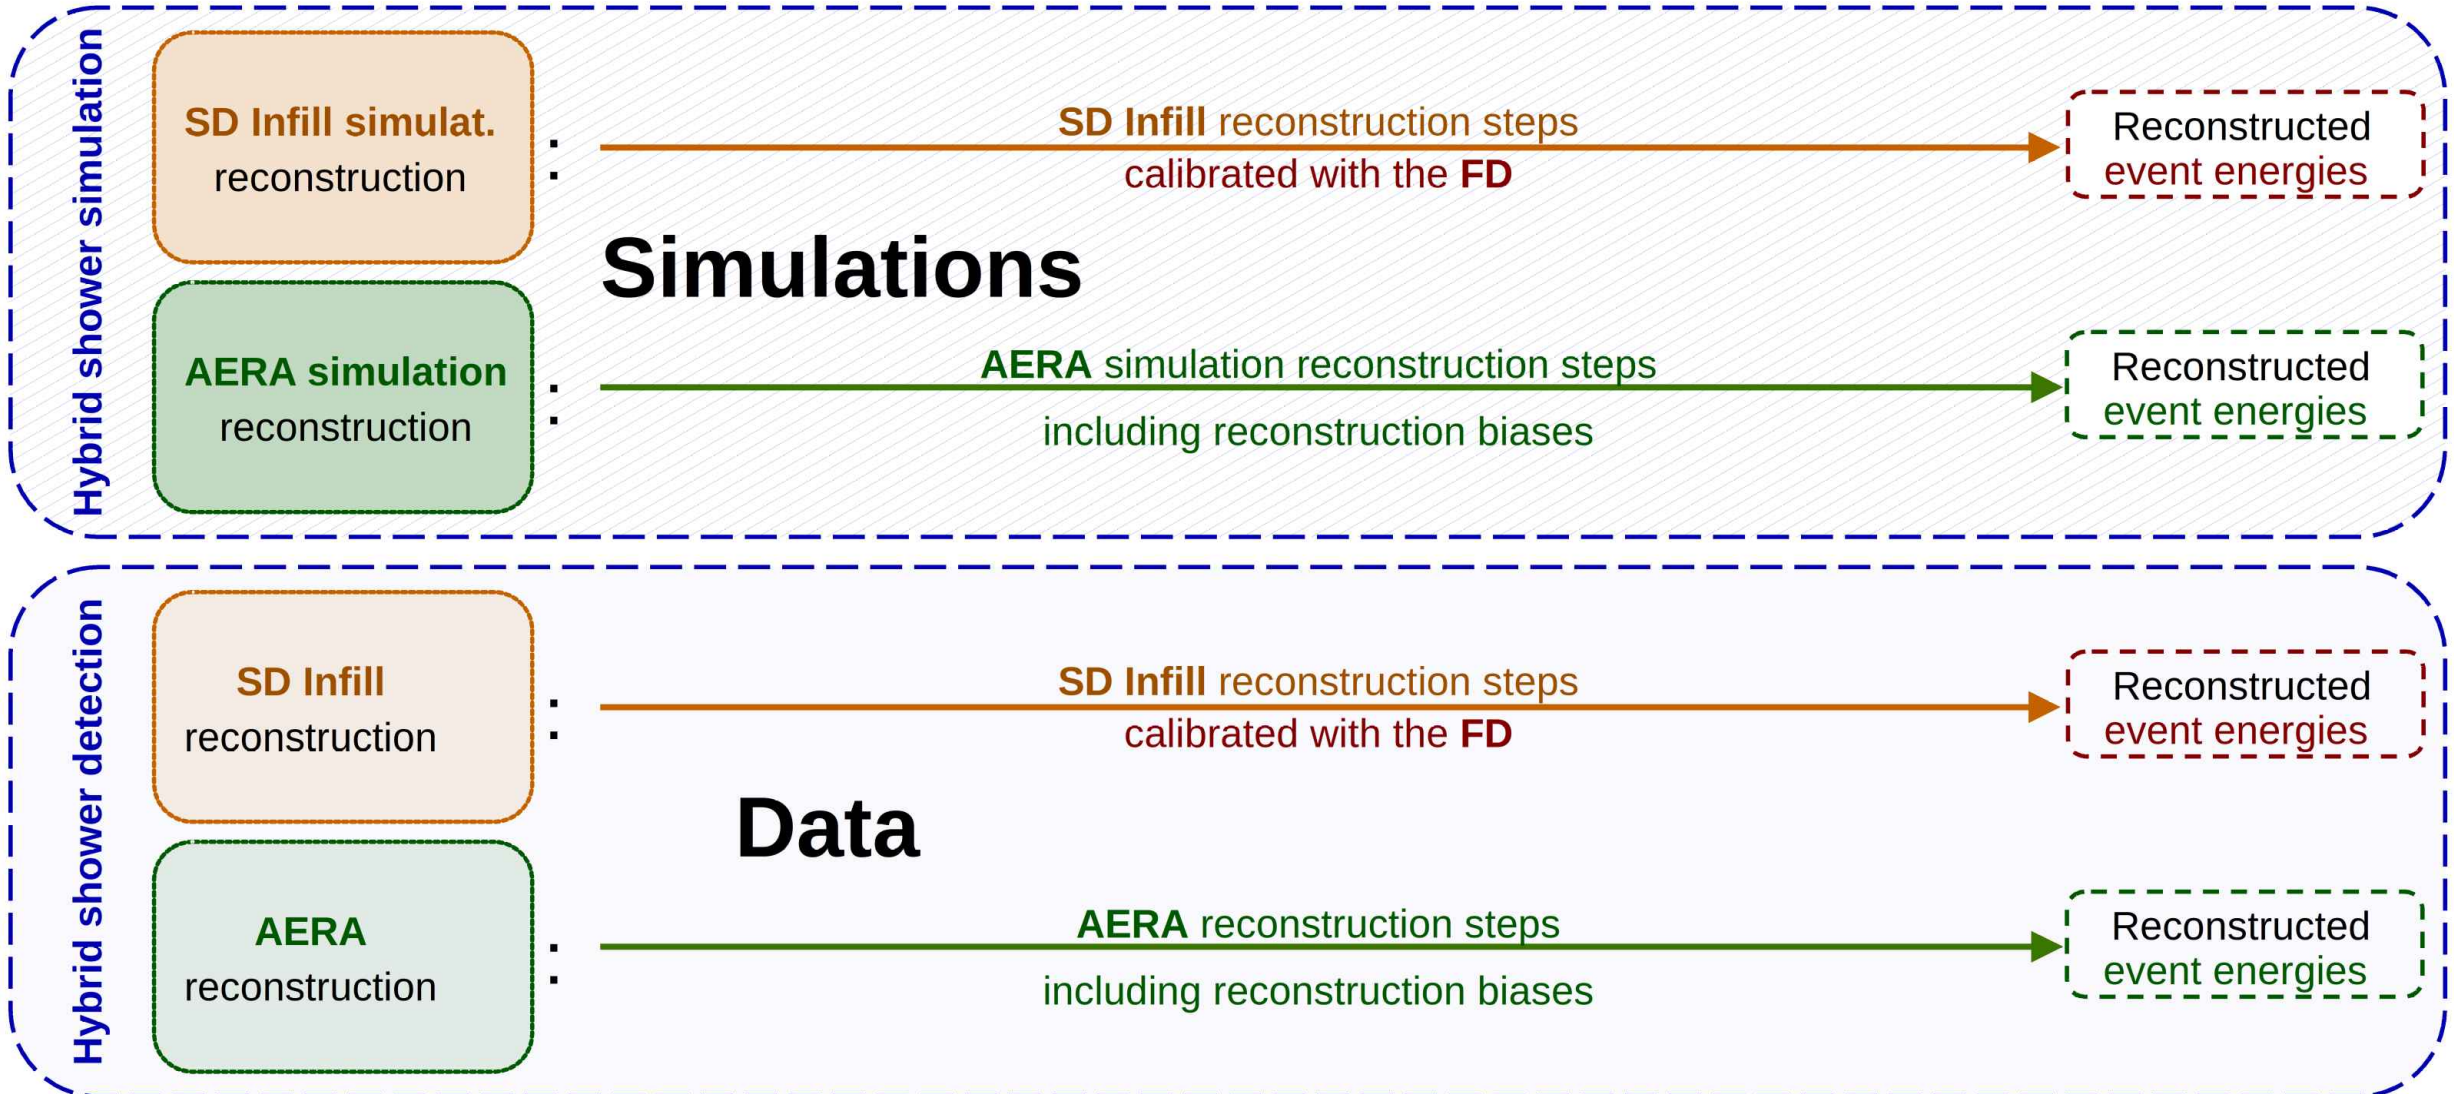 Hybrid shower simulation
SD Infill simulat.
reconstruction
:
SD Infill reconstruction steps
calibrated with the FD
Reconstructed
event energies
Simulations
AERA simulation
reconstruction
:
AERA simulation reconstruction steps
including reconstruction biases
Reconstructed
event energies
Hybrid shower detection
SD Infill
reconstruction
:
SD Infill reconstruction steps
calibrated with the FD
Reconstructed
event energies
Data
AERA
reconstruction
:
AERA reconstruction steps
including reconstruction biases
Reconstructed
event energies